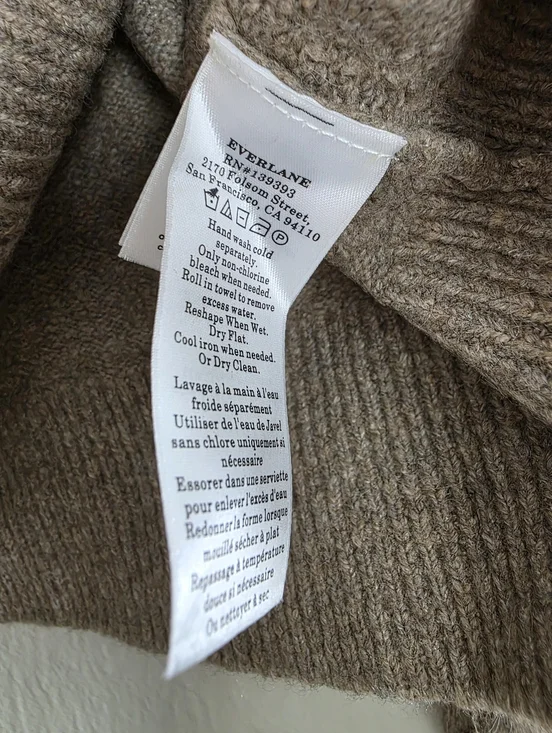 EVERLANE
RN#139393
2170 Folsom Street,
San Francisco, CA 94110
P
Hand wash cold
separately.
Only non-chlorine
bleach when needed.
Roll in towel to remove
excess water.
Reshape When Wet.
Dry Flat.
Cool iron when needed.
Or Dry Clean.
Lavage à la main à l'eau
froide séparément
Utiliser de l'eau de Javel
sans chlore uniquement si
nécessaire
Essorer dans une serviette
pour enlever l'excès d'eau
Redonner la forme lorsque
mouillé sécher à plat
Repassage à température
douce si nécessaire
Ou nettoyer à sec